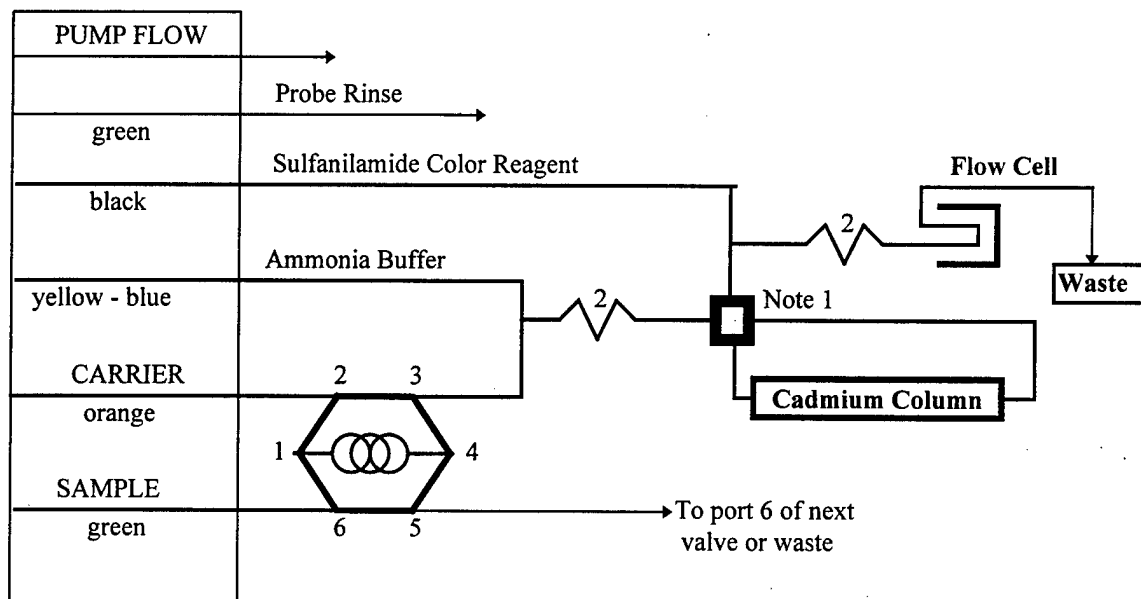 PUMP FLOW
Probe Rinse
green
Sulfanilamide Color Reagent
black
Flow Cell
2
Ammonia Buffer
yellow - blue
Waste
2
Note 1
CARRIER
orange
2
3
Cadmium Column
1
4
SAMPLE
green
6
5
To port 6 of next
valve or waste